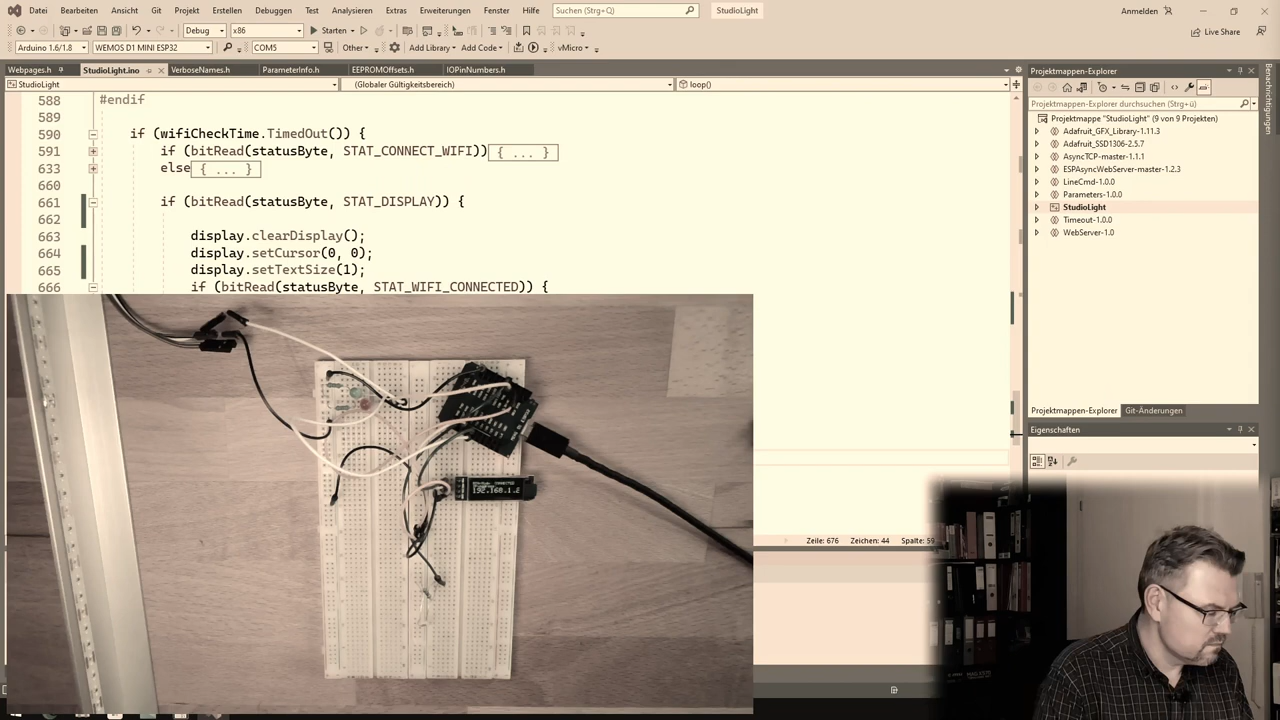 Datei Bearbeiten Ansicht Git Projekt Erstellen Debuggen Test Analysieren Extras Erweiterungen Fenster Hilfe Suchen (Strg+Q) StudioLight Anmelden
Debug x86 Starten Live Share
Arduino 1.6/1.8 WEMOS D1 MINI ESP32 COM5 Other Add Library Add Code vMicro
Webpages.h StudioLight.ino VerboseNames.h ParameterInfo.h EEPROMOffsets.h IOPinNumbers.h
StudioLight (Globaler Gültigkeitsbereich) loop()
588 #endif
589
590 if (wifiCheckTime.TimedOut()) {
591 if (bitRead(statusByte, STAT_CONNECT_WIFI)) { ... }
633 else { ... }
660
661 if (bitRead(statusByte, STAT_DISPLAY)) {
662
663 display.clearDisplay();
664 display.setCursor(0, 0);
665 display.setTextSize(1);
666 if (bitRead(statusByte, STAT_WIFI_CONNECTED)) {
192.168.1.2
Zeile: 676 Zeichen: 44 Spalte: 59
Projektmappen-Explorer
Projektmappen-Explorer durchsuchen (Strg+ü)
Projektmappe "StudioLight" (9 von 9 Projekten)
Adafruit_GFX_Library-1.11.3
Adafruit_SSD1306-2.5.7
AsyncTCP-master-1.1.1
ESPAsyncWebServer-master-1.2.3
LineCmd-1.0.0
Parameters-1.0.0
StudioLight
Timeout-1.0.0
WebServer-1.0
Projektmappen-Explorer Git-Änderungen
Eigenschaften
Benachrichtigungen